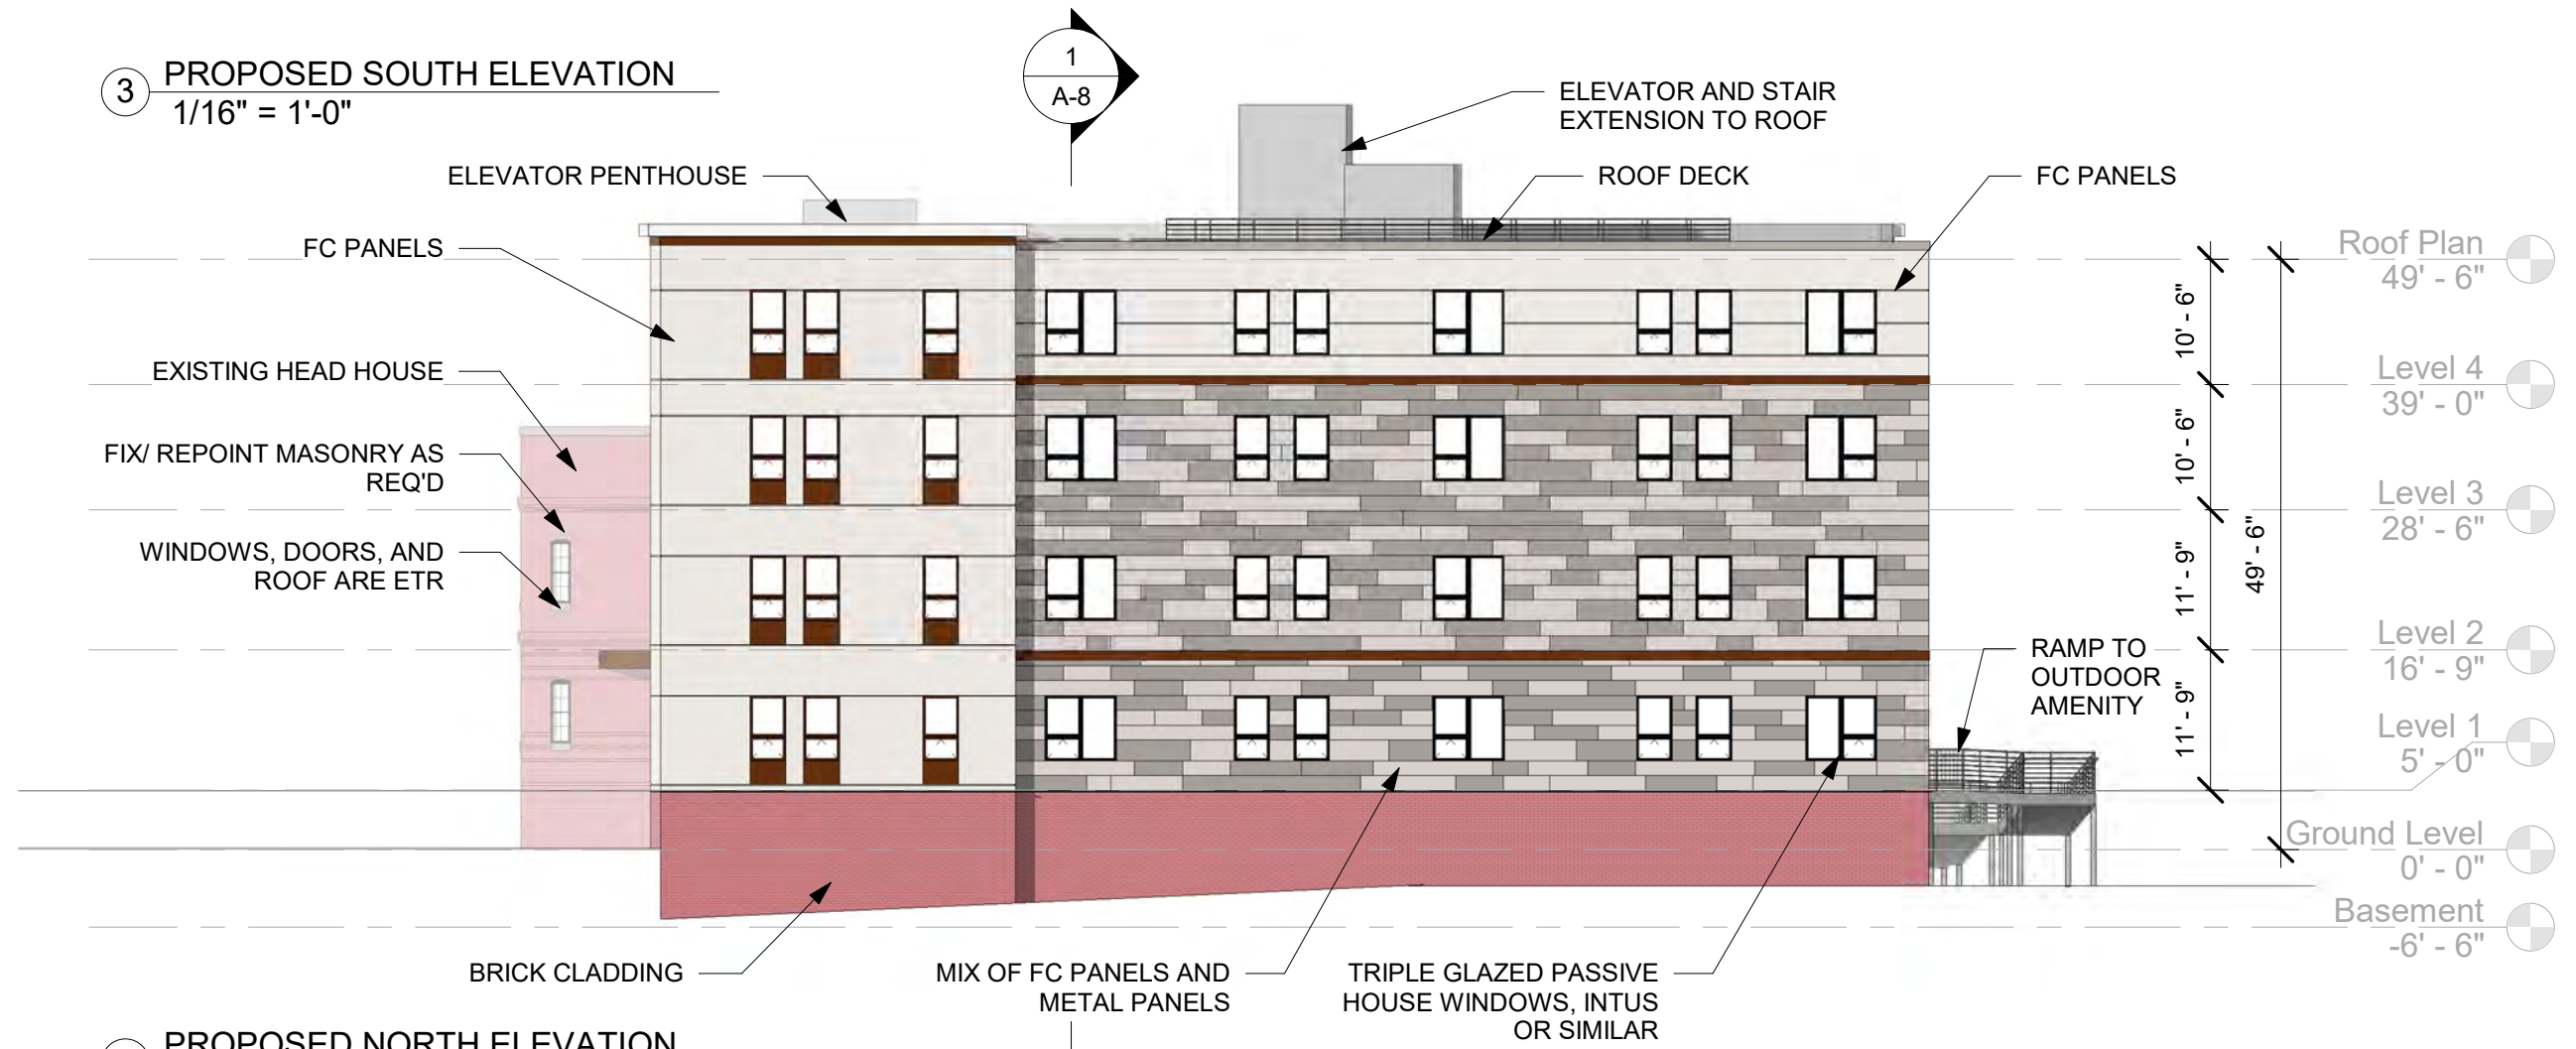 3
PROPOSED SOUTH ELEVATION
1/16" = 1'-0"
1
A-8
ELEVATOR AND STAIR
EXTENSION TO ROOF
ELEVATOR PENTHOUSE
ROOF DECK
FC PANELS
FC PANELS
EXISTING HEAD HOUSE
FIX/ REPOINT MASONRY AS
REQ'D
WINDOWS, DOORS, AND
ROOF ARE ETR
Roof Plan
49' - 6"
10' - 6"
Level 4
39' - 0"
10' - 6"
Level 3
28' - 6"
11' - 9"
49' - 6"
Level 2
16' - 9"
RAMP TO
OUTDOOR
AMENITY
11' - 9"
Level 1
5' - 0"
Ground Level
0' - 0"
Basement
-6' - 6"
BRICK CLADDING
MIX OF FC PANELS AND
METAL PANELS
TRIPLE GLAZED PASSIVE
HOUSE WINDOWS, INTUS
OR SIMILAR
PROPOSED NORTH ELEVATION